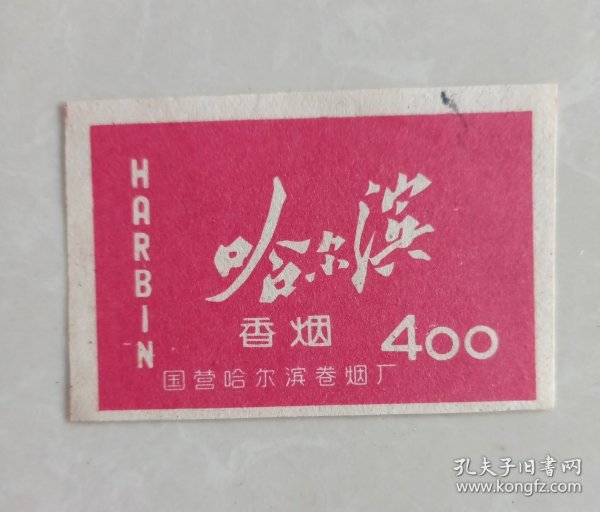 HARBIN
哈尔滨
香烟 400
国营哈尔滨卷烟厂
孔夫子旧书网
www.kongfz.com